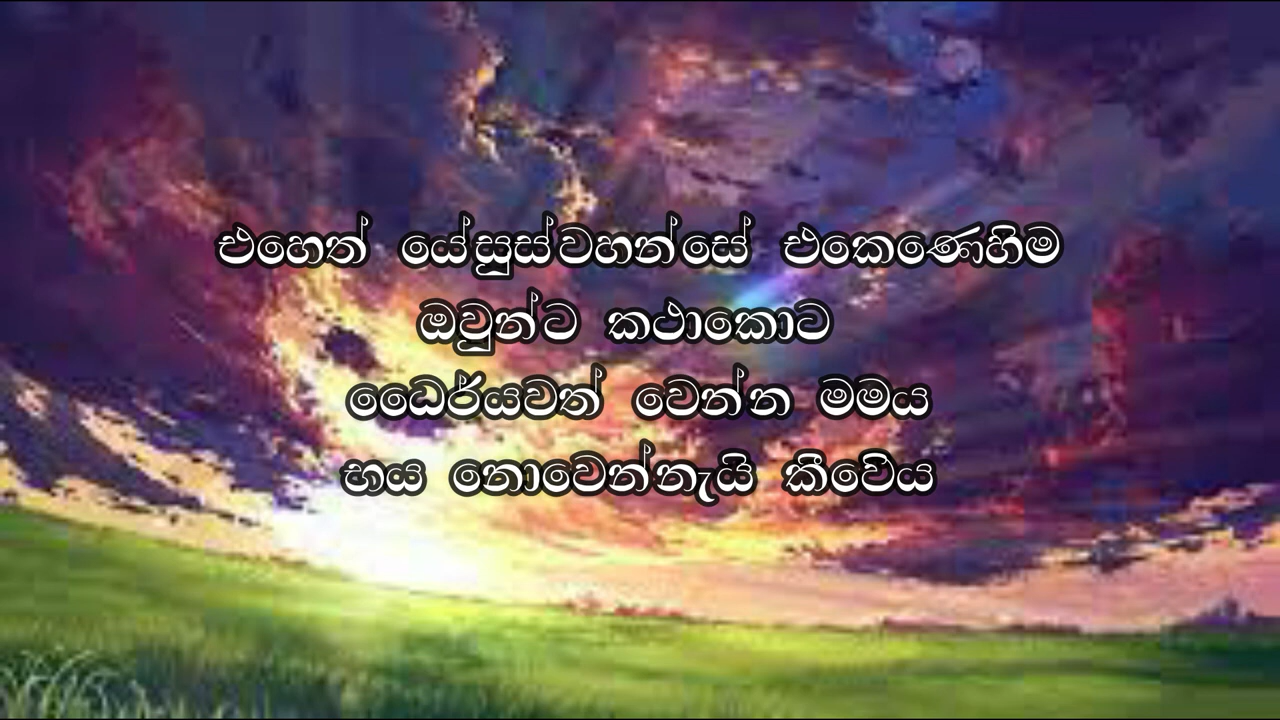 එහෙත් යේසුස්වහන්සේ එකෙණෙහිම
ඔවුන්ට කථාකොට
ධෛර්යවත් වෙන්න මමය
භය නොවෙන්නැයි කීවේය